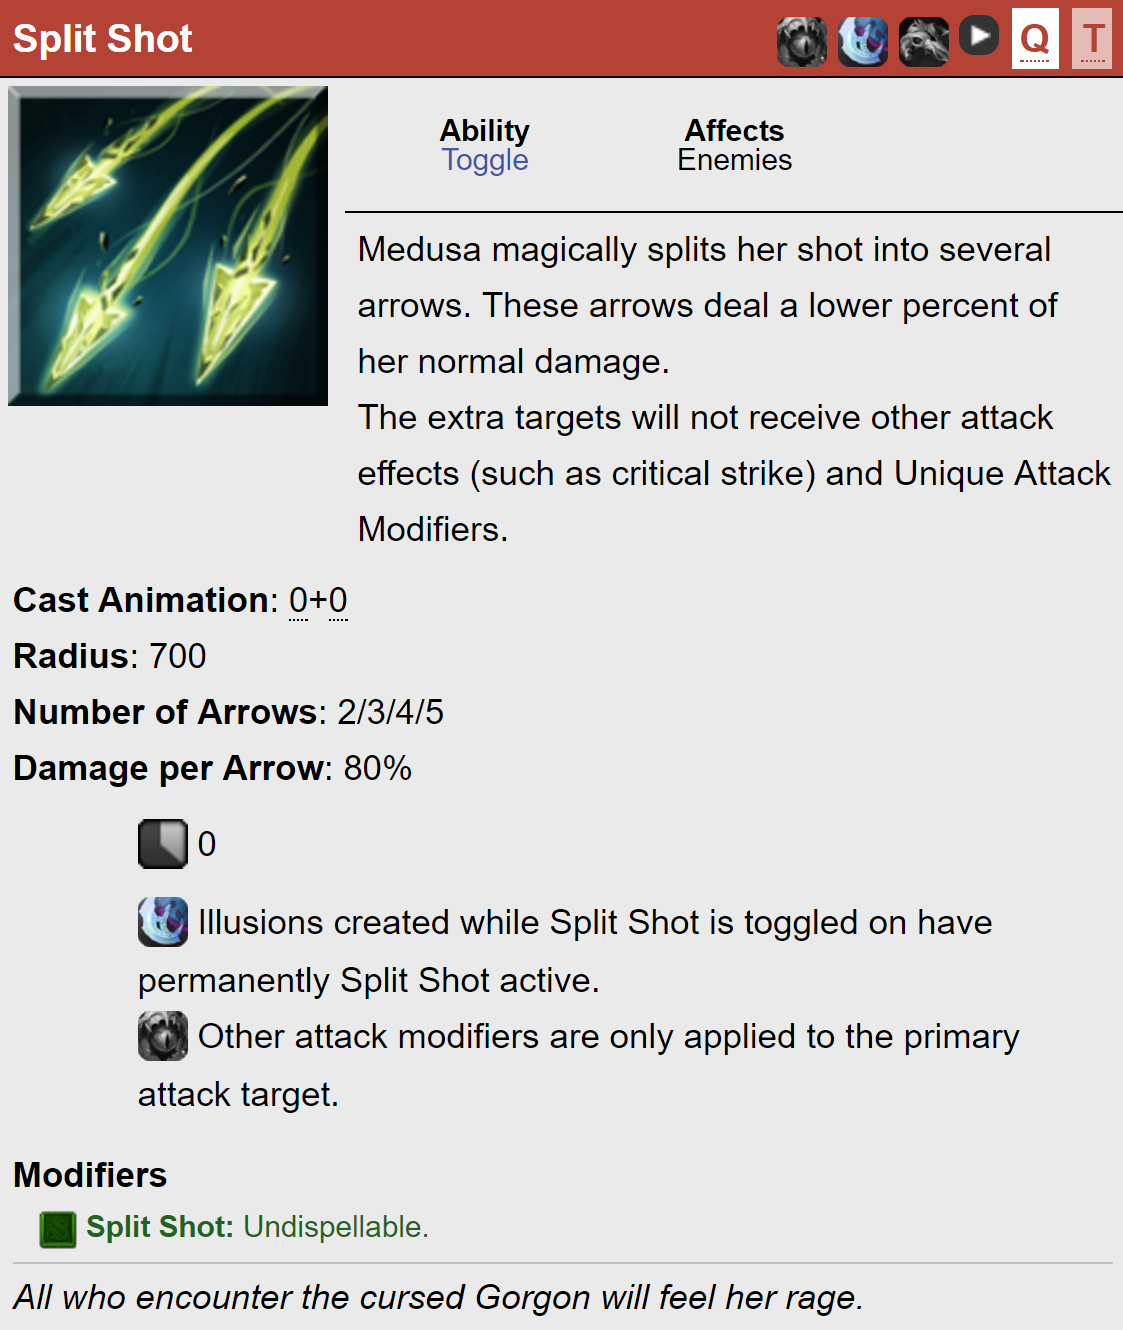 Split Shot Q T
Ability Affects
Toggle Enemies
Medusa magically splits her shot into several
arrows. These arrows deal a lower percent of
her normal damage.
The extra targets will not receive other attack
effects (such as critical strike) and Unique Attack
Modifiers.
Cast Animation: 0+0
Radius: 700
Number of Arrows: 2/3/4/5
Damage per Arrow: 80%
0
Illusions created while Split Shot is toggled on have
permanently Split Shot active.
Other attack modifiers are only applied to the primary
attack target.
Modifiers
Split Shot: Undispellable.
All who encounter the cursed Gorgon will feel her rage.